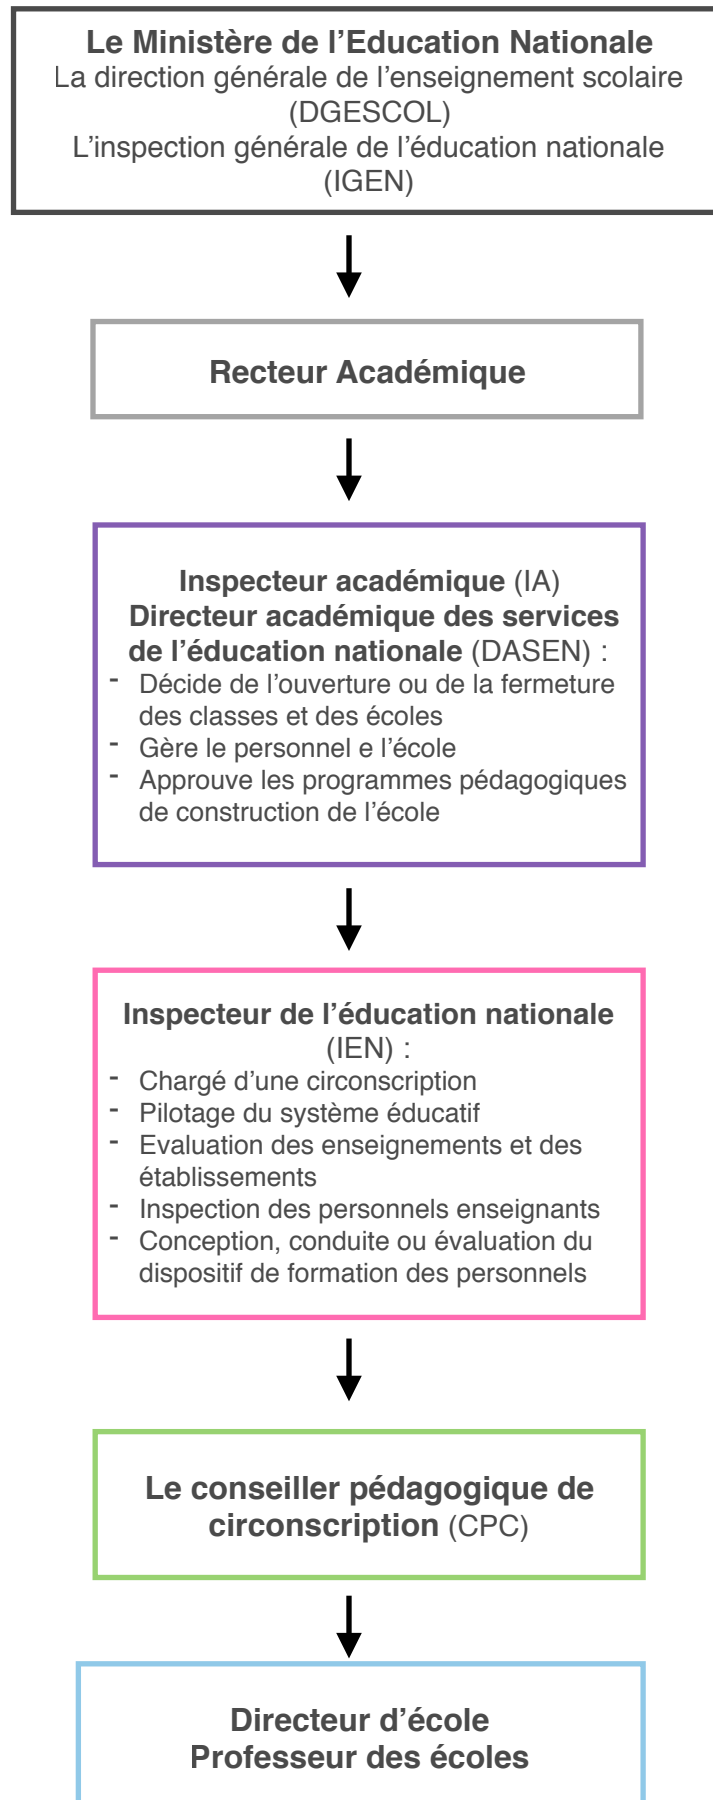 Le Ministère de l'Education Nationale
La direction générale de l'enseignement scolaire
(DGESCOL)
L'inspection générale de l'éducation nationale
(IGEN)
Recteur Académique
Inspecteur académique (IA)
Directeur académique des services
de l'éducation nationale (DASEN) :
- Décide de l'ouverture ou de la fermeture
des classes et des écoles
- Gère le personnel e l'école
- Approuve les programmes pédagogiques
de construction de l'école
Inspecteur de l'éducation nationale
(IEN) :
- Chargé d'une circonscription
- Pilotage du système éducatif
- Evaluation des enseignements et des
établissements
- Inspection des personnels enseignants
- Conception, conduite ou évaluation du
dispositif de formation des personnels
Le conseiller pédagogique de
circonscription (CPC)
Directeur d'école
Professeur des écoles